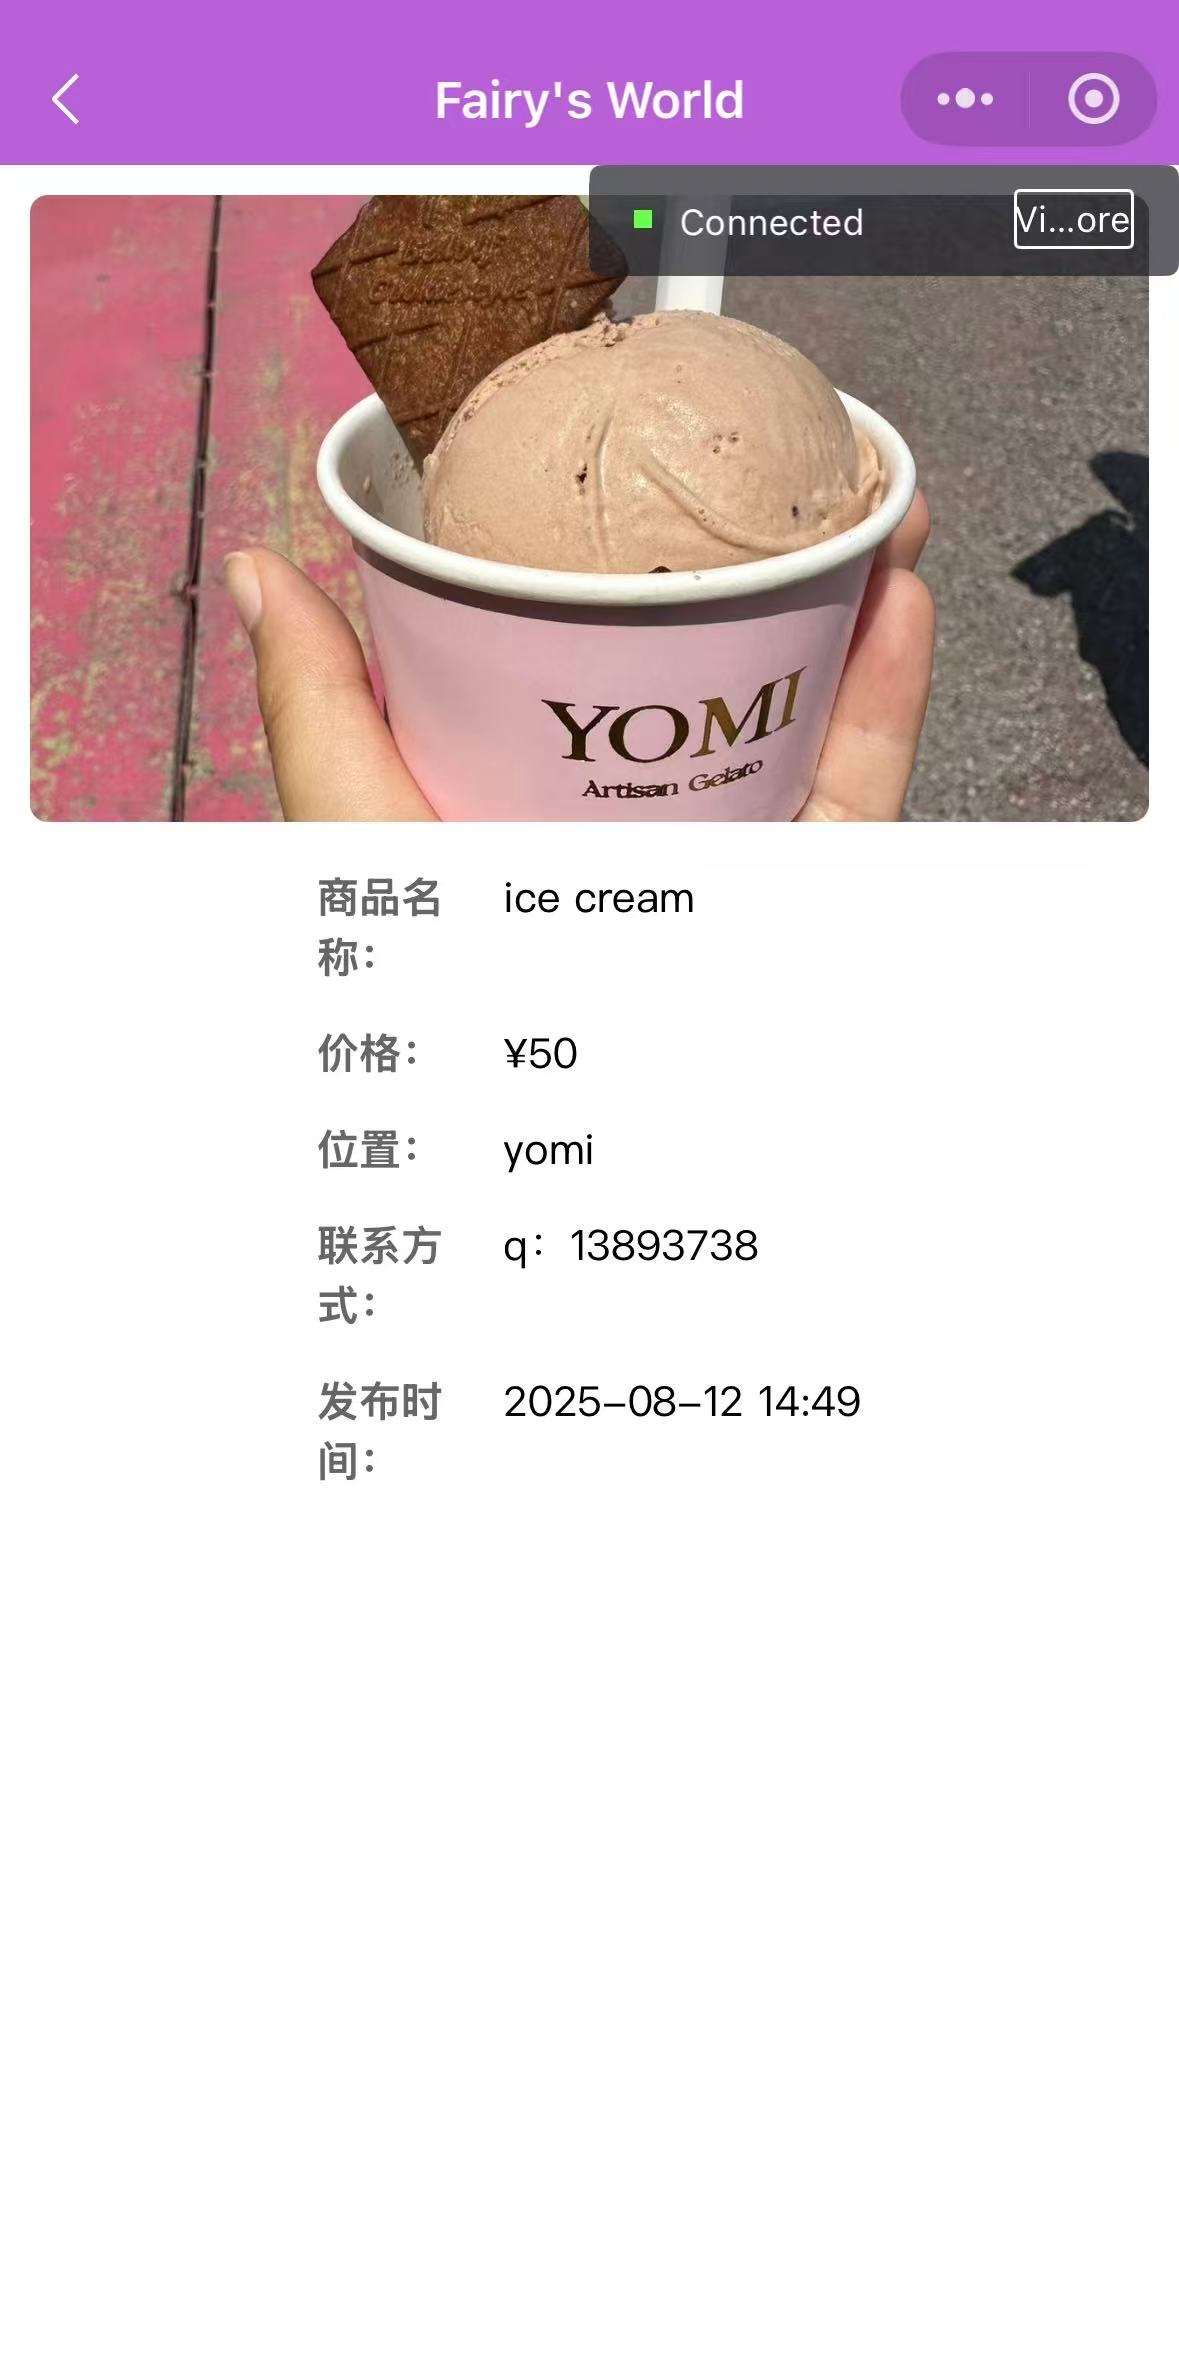 Fairy's World
Connected
Vi...ore
YOMI
Artisan Gelato
商品名
称：
ice cream
价格：
¥50
位置：
yomi
联系方
式：
q：13893738
发布时
间：
2025-08-12 14:49